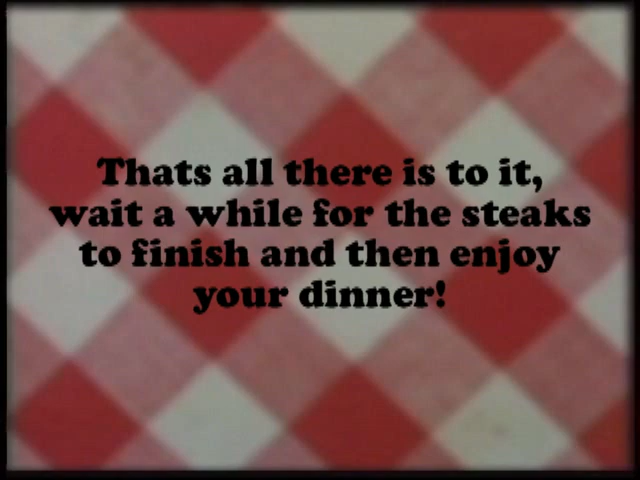 Thats all there is to it,
wait a while for the steaks
to finish and then enjoy
your dinner!